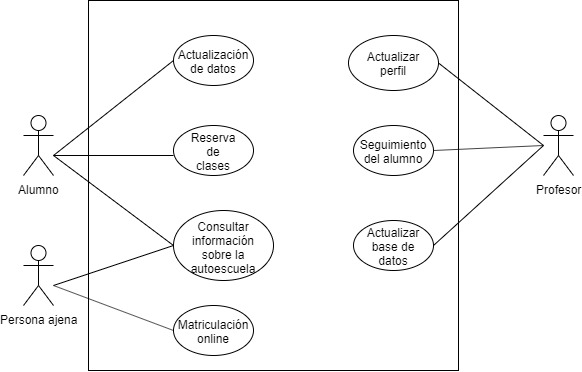 Actualización
de datos
Actualizar
perfil
Reserva
de
clases
Seguimiento
del alumno
Alumno
Profesor
Consultar
información
sobre la
autoescuela
Actualizar
base de
datos
Persona ajena
Matriculación
online